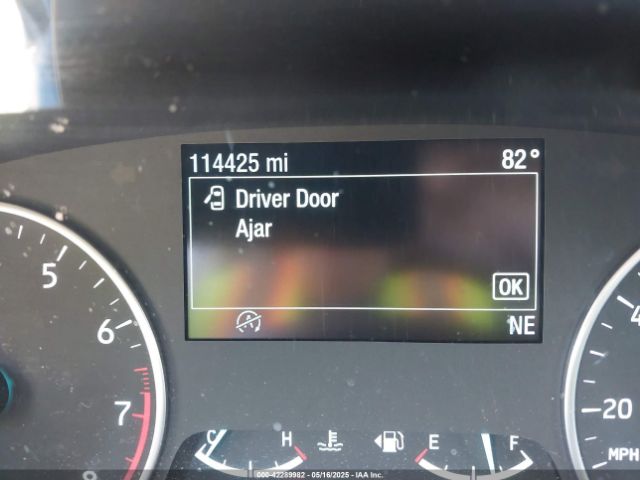 114425 mi 82°
Driver Door
Ajar
OK
NE
5
6
7
8
C H E F
20
MPH
000-42289982 - 05/16/2025 - IAA Inc.